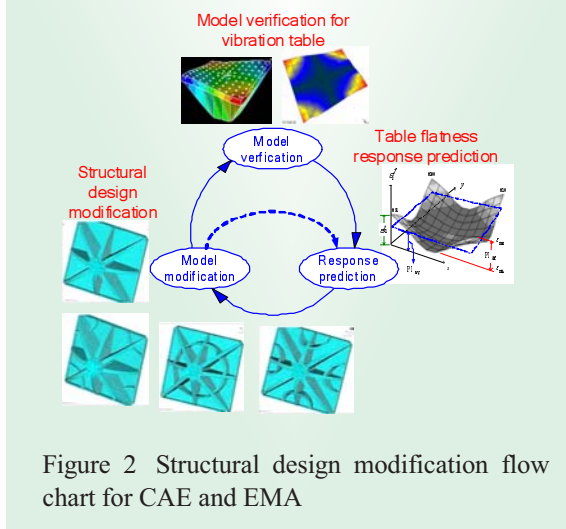 Model verification for
vibration table
Model
verfication
Table flatness
response prediction
Structural
design
modification
Model
modification
Response
prediction
Figure 2 Structural design modification flow
chart for CAE and EMA